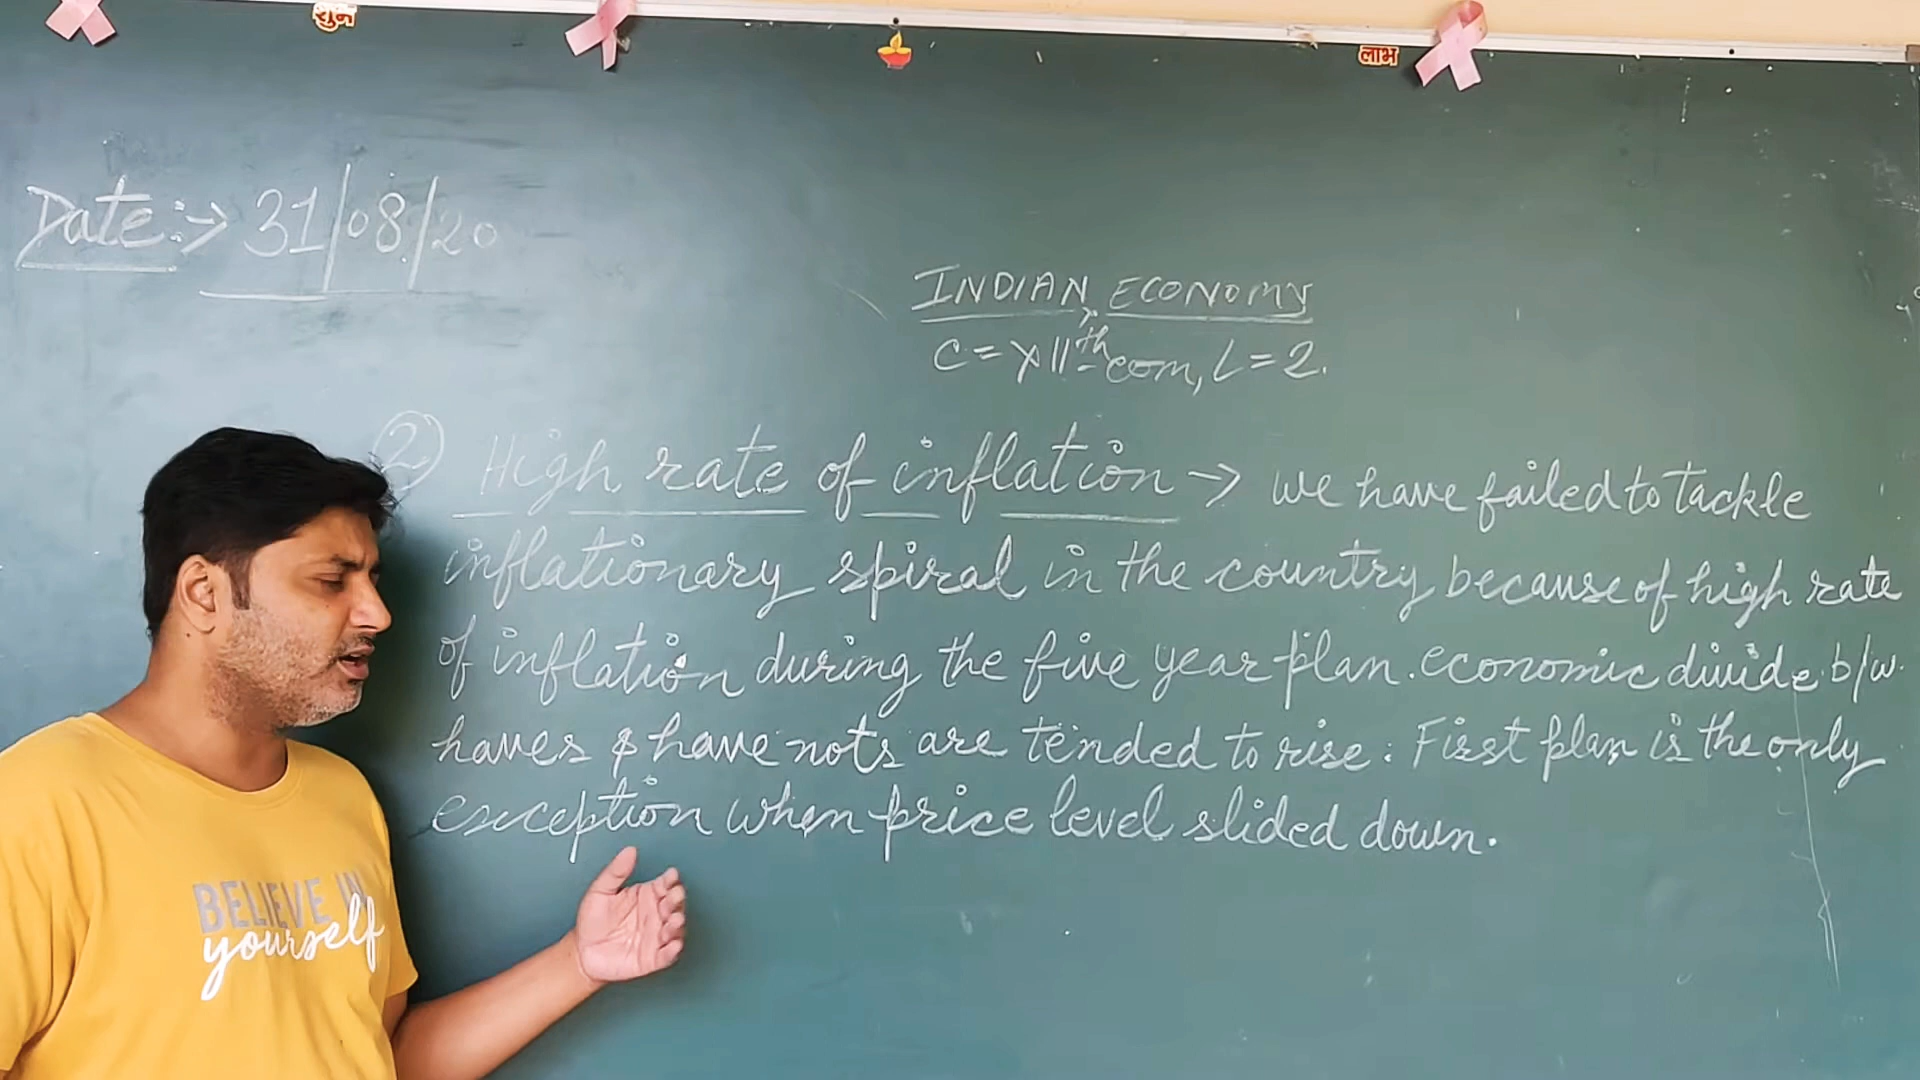 शुभ
लाभ
Date :→ 31/08/20
INDIAN ECONOMY
C = XIIth com, L = 2.
② High rate of inflation → we have failed to tackle
inflationary spiral in the country because of high rate
of inflation during the five year plan. economic divide b/w
haves & have nots are tended to rise. First plan is the only
exception when price level slided down.
BELIEVE IN
yourself